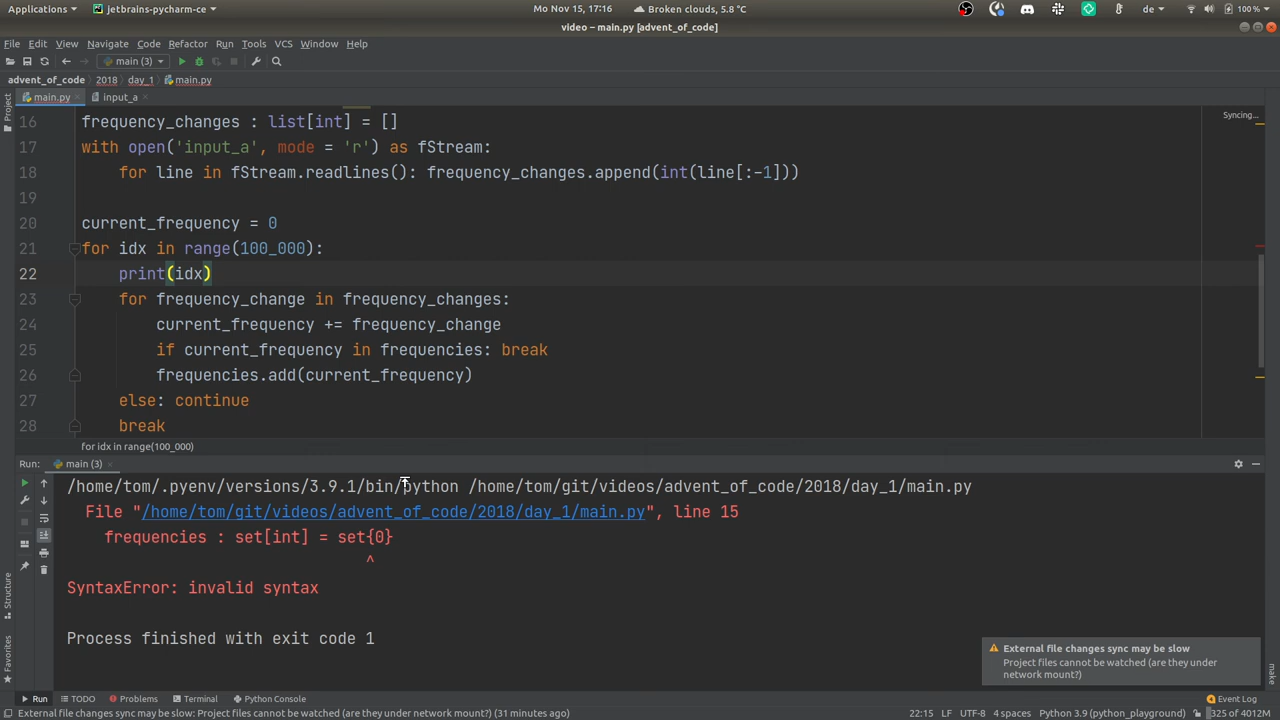 Applications jetbrains-pycharm-ce Mo Nov 15, 17:16 Broken clouds, 5.8 °C de 100 %
video – main.py [advent_of_code]
File Edit View Navigate Code Refactor Run Tools VCS Window Help
main (3)
advent_of_code 2018 day_1 main.py
main.py input_a
Project
Syncing...
16 frequency_changes : list[int] = []
17 with open('input_a', mode = 'r') as fStream:
18 for line in fStream.readlines(): frequency_changes.append(int(line[:-1]))
19
20 current_frequency = 0
21 for idx in range(100_000):
22 print(idx)
23 for frequency_change in frequency_changes:
24 current_frequency += frequency_change
25 if current_frequency in frequencies: break
26 frequencies.add(current_frequency)
27 else: continue
28 break
for idx in range(100_000)
Run: main (3)
/home/tom/.pyenv/versions/3.9.1/bin/python /home/tom/git/videos/advent_of_code/2018/day_1/main.py
File "/home/tom/git/videos/advent_of_code/2018/day_1/main.py", line 15
frequencies : set[int] = set{0}
^
SyntaxError: invalid syntax
Process finished with exit code 1
Structure
Favorites
make
External file changes sync may be slow
Project files cannot be watched (are they under
network mount?)
Run TODO Problems Terminal Python Console Event Log
External file changes sync may be slow: Project files cannot be watched (are they under network mount?) (31 minutes ago) 22:15 LF UTF-8 4 spaces Python 3.9 (python_playground) 325 of 4012M